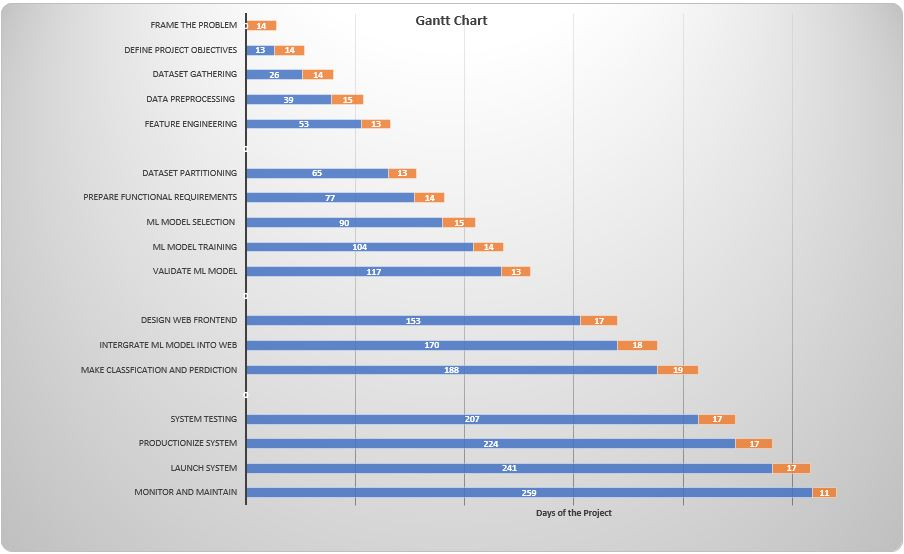 Gantt Chart
FRAME THE PROBLEM 0 14
DEFINE PROJECT OBJECTIVES 13 14
DATASET GATHERING 26 14
DATA PREPROCESSING 39 15
FEATURE ENGINEERING 53 13
0
DATASET PARTITIONING 65 13
PREPARE FUNCTIONAL REQUIREMENTS 77 14
ML MODEL SELECTION 90 15
ML MODEL TRAINING 104 14
VALIDATE ML MODEL 117 13
0
DESIGN WEB FRONTEND 153 17
INTERGRATE ML MODEL INTO WEB 170 18
MAKE CLASSFICATION AND PERDICTION 188 19
0
SYSTEM TESTING 207 17
PRODUCTIONIZE SYSTEM 224 17
LAUNCH SYSTEM 241 17
MONITOR AND MAINTAIN 259 11
Days of the Project